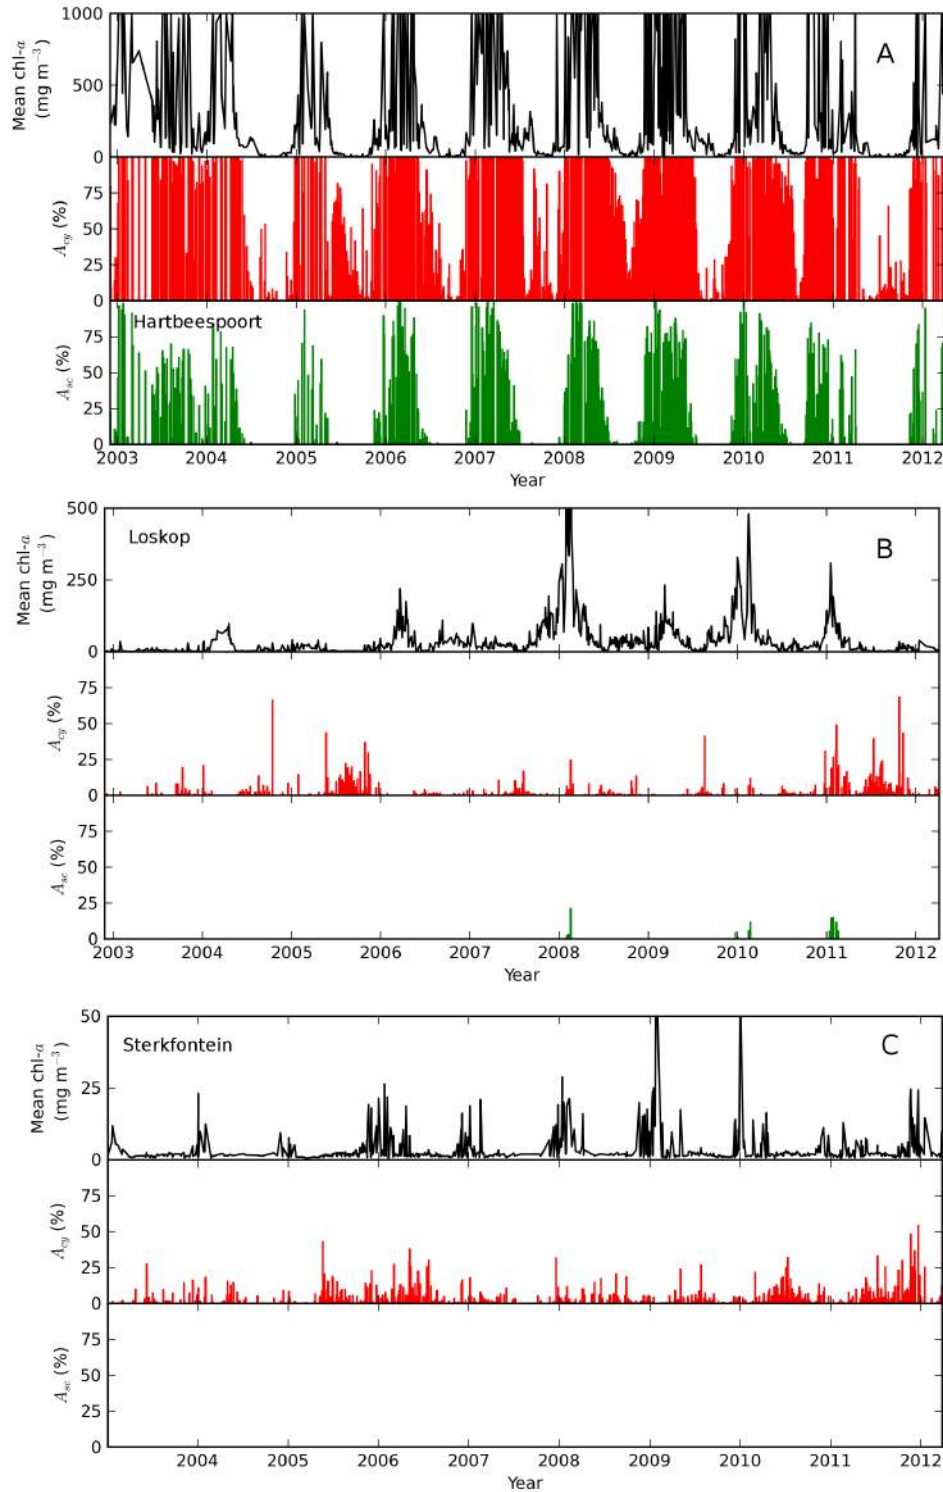 1000
500
0
Mean chl-a
(mg m⁻³)
A
75
50
25
0
A_cy (%)
Hartbeespoort
75
50
25
0
A_sc (%)
2003 2004 2005 2006 2007 2008 2009 2010 2011 2012
Year
500
250
0
Mean chl-a
(mg m⁻³)
Loskop
B
75
50
25
0
A_cy (%)
75
50
25
0
A_sc (%)
2003 2004 2005 2006 2007 2008 2009 2010 2011 2012
Year
50
25
0
Mean chl-a
(mg m⁻³)
Sterkfontein
C
75
50
25
0
A_cy (%)
75
50
25
0
A_sc (%)
2004 2005 2006 2007 2008 2009 2010 2011 2012
Year